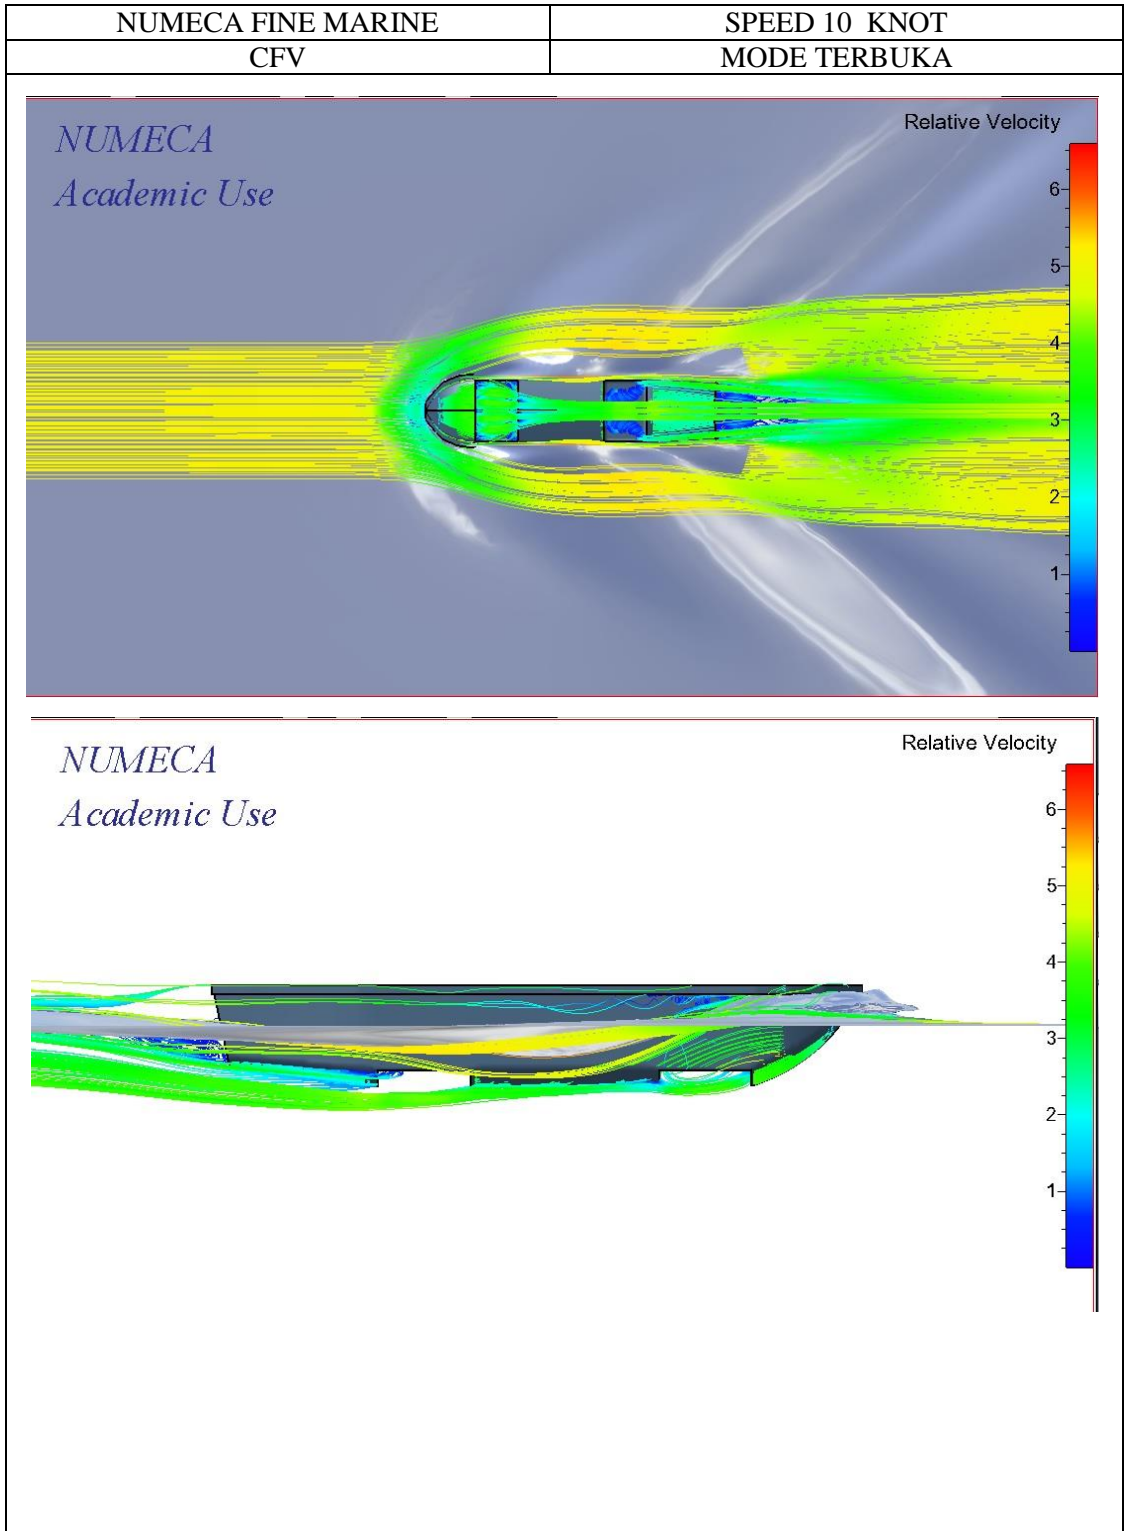 NUMECA FINE MARINE
SPEED 10 KNOT
CFV
MODE TERBUKA
NUMECA
Academic Use
Relative Velocity
6
5
4
3
2
1
NUMECA
Academic Use
Relative Velocity
6
5
4
3
2
1